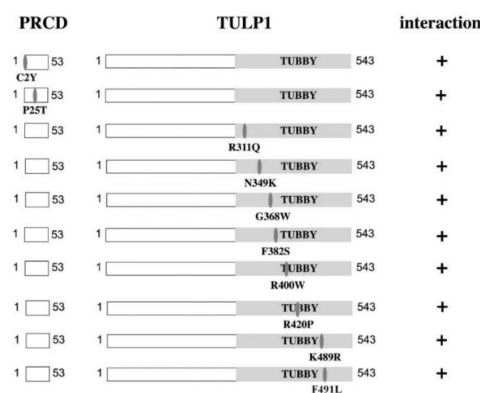 PRCD TULP1 interaction
1 53 1 TUBBY 543 +
C2Y
1 53 1 TUBBY 543 +
P25T
1 53 1 TUBBY 543 +
R311Q
1 53 1 TUBBY 543 +
N349K
1 53 1 TUBBY 543 +
G368W
1 53 1 TUBBY 543 +
F382S
1 53 1 TUBBY 543 +
R400W
1 53 1 TUBBY 543 +
R420P
1 53 1 TUBBY 543 +
K489R
1 53 1 TUBBY 543 +
F491L